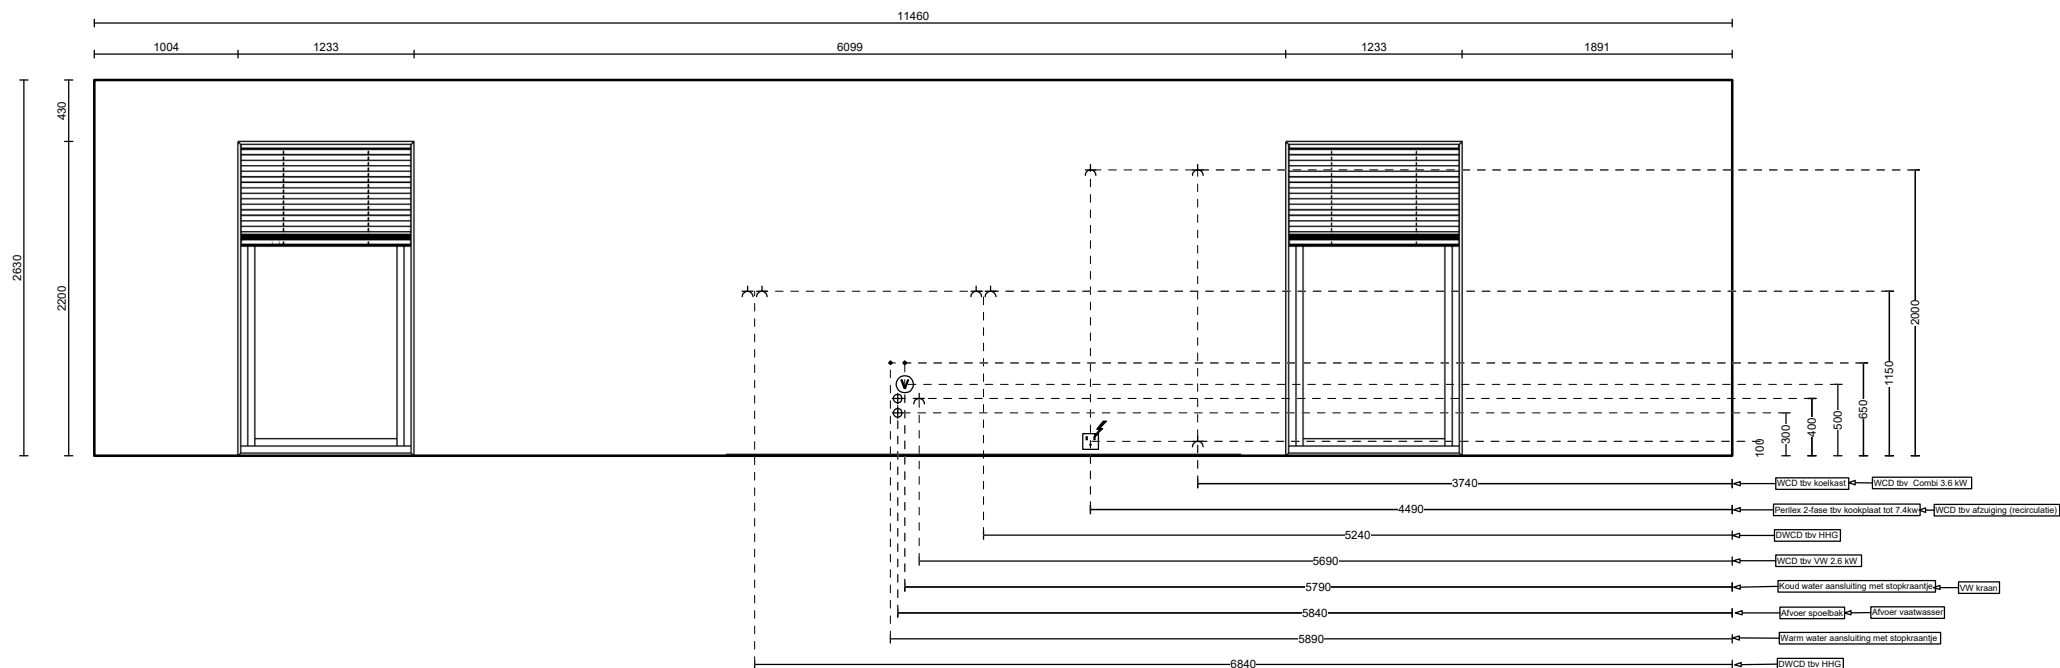 11460
1004 1233 6099 1233 1891
430
2630
2200
2000
1150
650
500
400
300
100
V
3740 WCD tbv koelkast WCD tbv Combi 3.6 kW
4490 Perilex 2-fase tbv kookplaat tot 7.4kw WCD tbv afzuiging (recirculatie)
5240 DWCD tbv HHG
5690 WCD tbv VW 2.6 kW
5790 Koud water aansluiting met stopkraantje VW kraan
5840 Afvoer spoelbak Afvoer vaatwasser
5890 Warm water aansluiting met stopkraantje
6840 DWCD tbv HHG